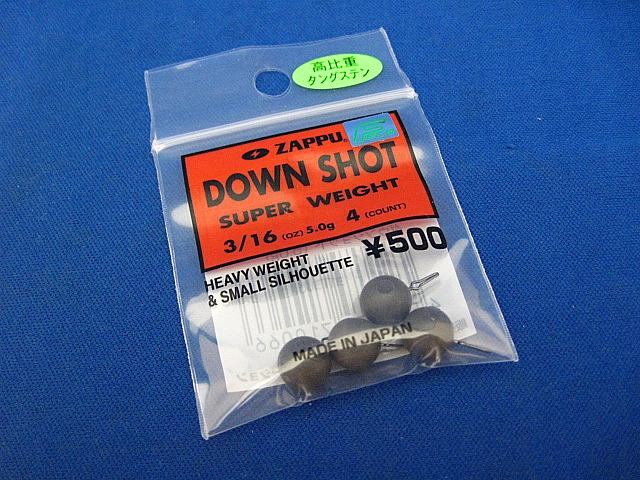 高比重
タングステン
ZAPPU
DOWN SHOT
SUPER WEIGHT
3/16 (OZ) 5.0g 4 (COUNT)
¥500
HEAVY WEIGHT
& SMALL SILHOUETTE
MADE IN JAPAN